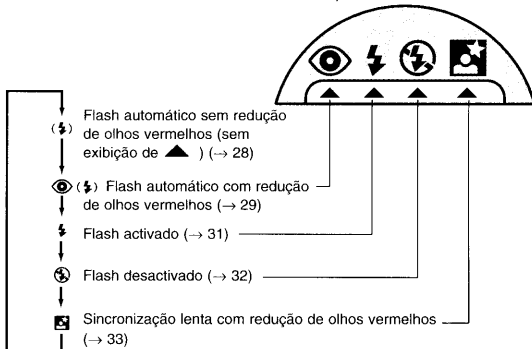 Flash automático sem redução
de olhos vermelhos (sem
exibição de ▲ ) (→ 28)
Flash automático com redução
de olhos vermelhos (→ 29)
Flash activado (→ 31)
Flash desactivado (→ 32)
Sincronização lenta com redução de olhos vermelhos
(→ 33)